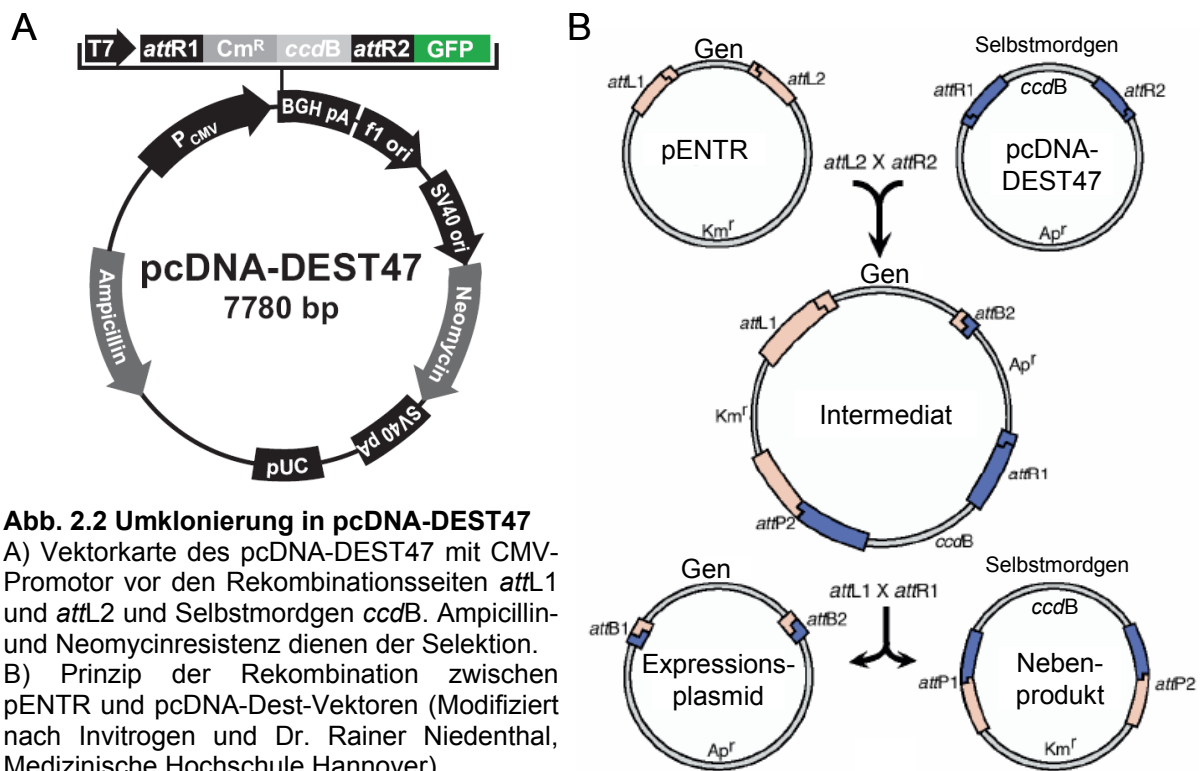 A
T7 attR1 CmR ccdB attR2 GFP
BGH pA
f1 ori
PCMV
SV40 ori
pcDNA-DEST47
7780 bp
Ampicillin
Neomycin
SV40 pA
pUC
Abb. 2.2 Umklonierung in pcDNA-DEST47
A) Vektorkarte des pcDNA-DEST47 mit CMV-
Promotor vor den Rekombinationsseiten attL1
und attL2 und Selbstmordgen ccdB. Ampicillin-
und Neomycinresistenz dienen der Selektion.
B) Prinzip der Rekombination zwischen
pENTR und pcDNA-Dest-Vektoren (Modifiziert
nach Invitrogen und Dr. Rainer Niedenthal,
Medizinische Hochschule Hannover)
B
Gen
attL1
attL2
pENTR
Kmr
Selbstmordgen
ccdB
attR1
attR2
pcDNA-
DEST47
Apr
attL2 X attR2
Gen
attL1
attB2
Apr
Kmr
Intermediat
attR1
attP2
ccdB
attL1 X attR1
Gen
attB1
attB2
Expressions-
plasmid
Apr
Selbstmordgen
ccdB
Neben-
produkt
attP1
attP2
Kmr